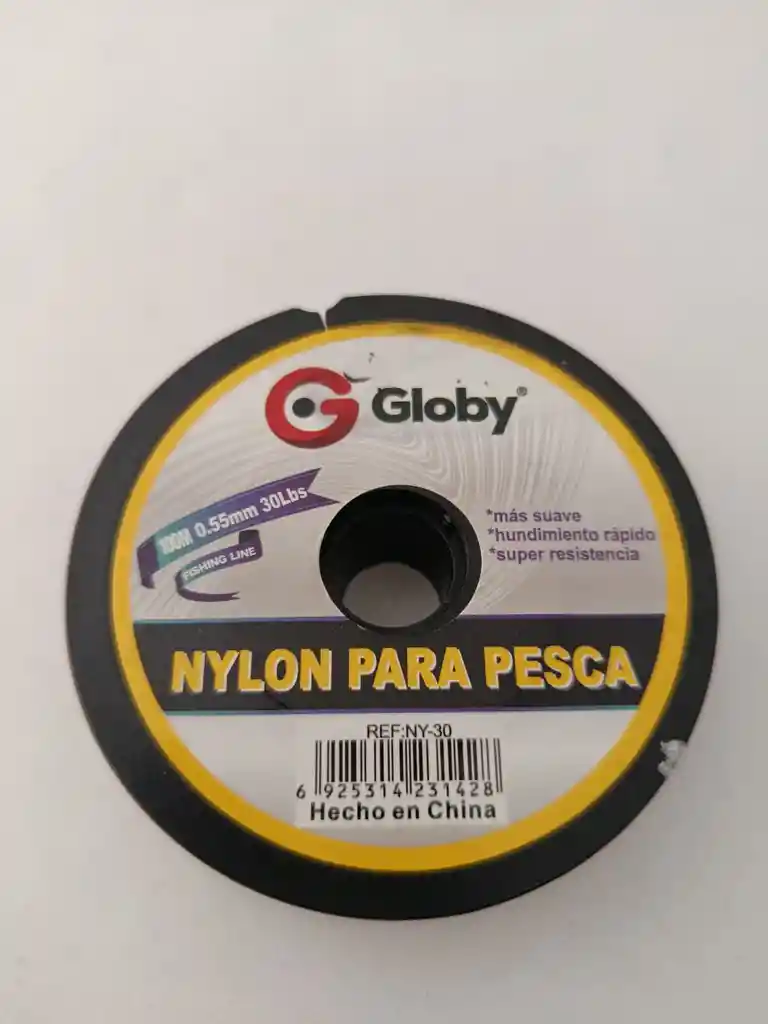 G Globy®
100M 0.55mm 30Lbs
FISHING LINE
*más suave
*hundimiento rápido
*super resistencia
NYLON PARA PESCA
REF:NY-30
6 925314 231428
Hecho en China